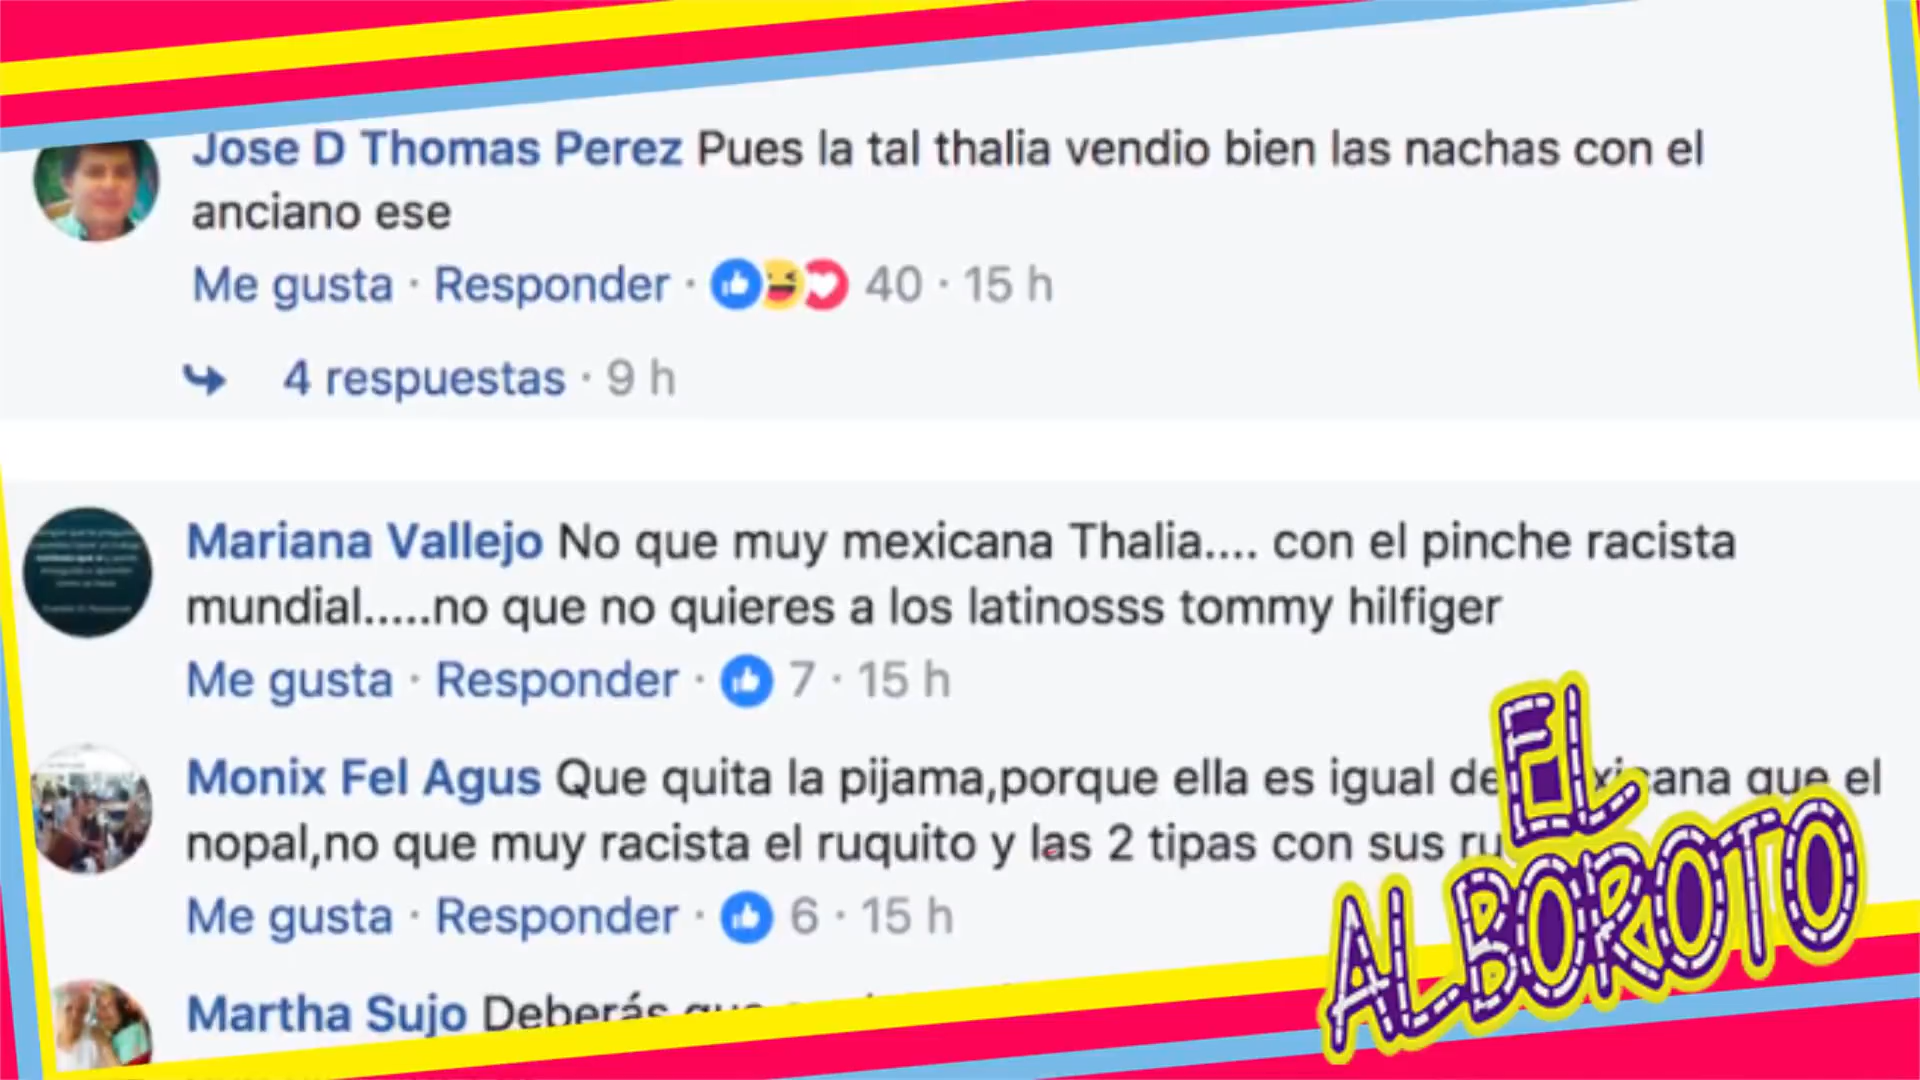 Jose D Thomas Perez Pues la tal thalia vendio bien las nachas con el
anciano ese
Me gusta · Responder · 40 · 15 h
4 respuestas · 9 h
Mariana Vallejo No que muy mexicana Thalia.... con el pinche racista
mundial.....no que no quieres a los latinosss tommy hilfiger
Me gusta · Responder · 7 · 15 h
Monix Fel Agus Que quita la pijama,porque ella es igual de que el
nopal,no que muy racista el ruquito y las 2 tipas con sus
Me gusta · Responder · 6 · 15 h
Martha Sujo Deberás
EL
ALBOROTO